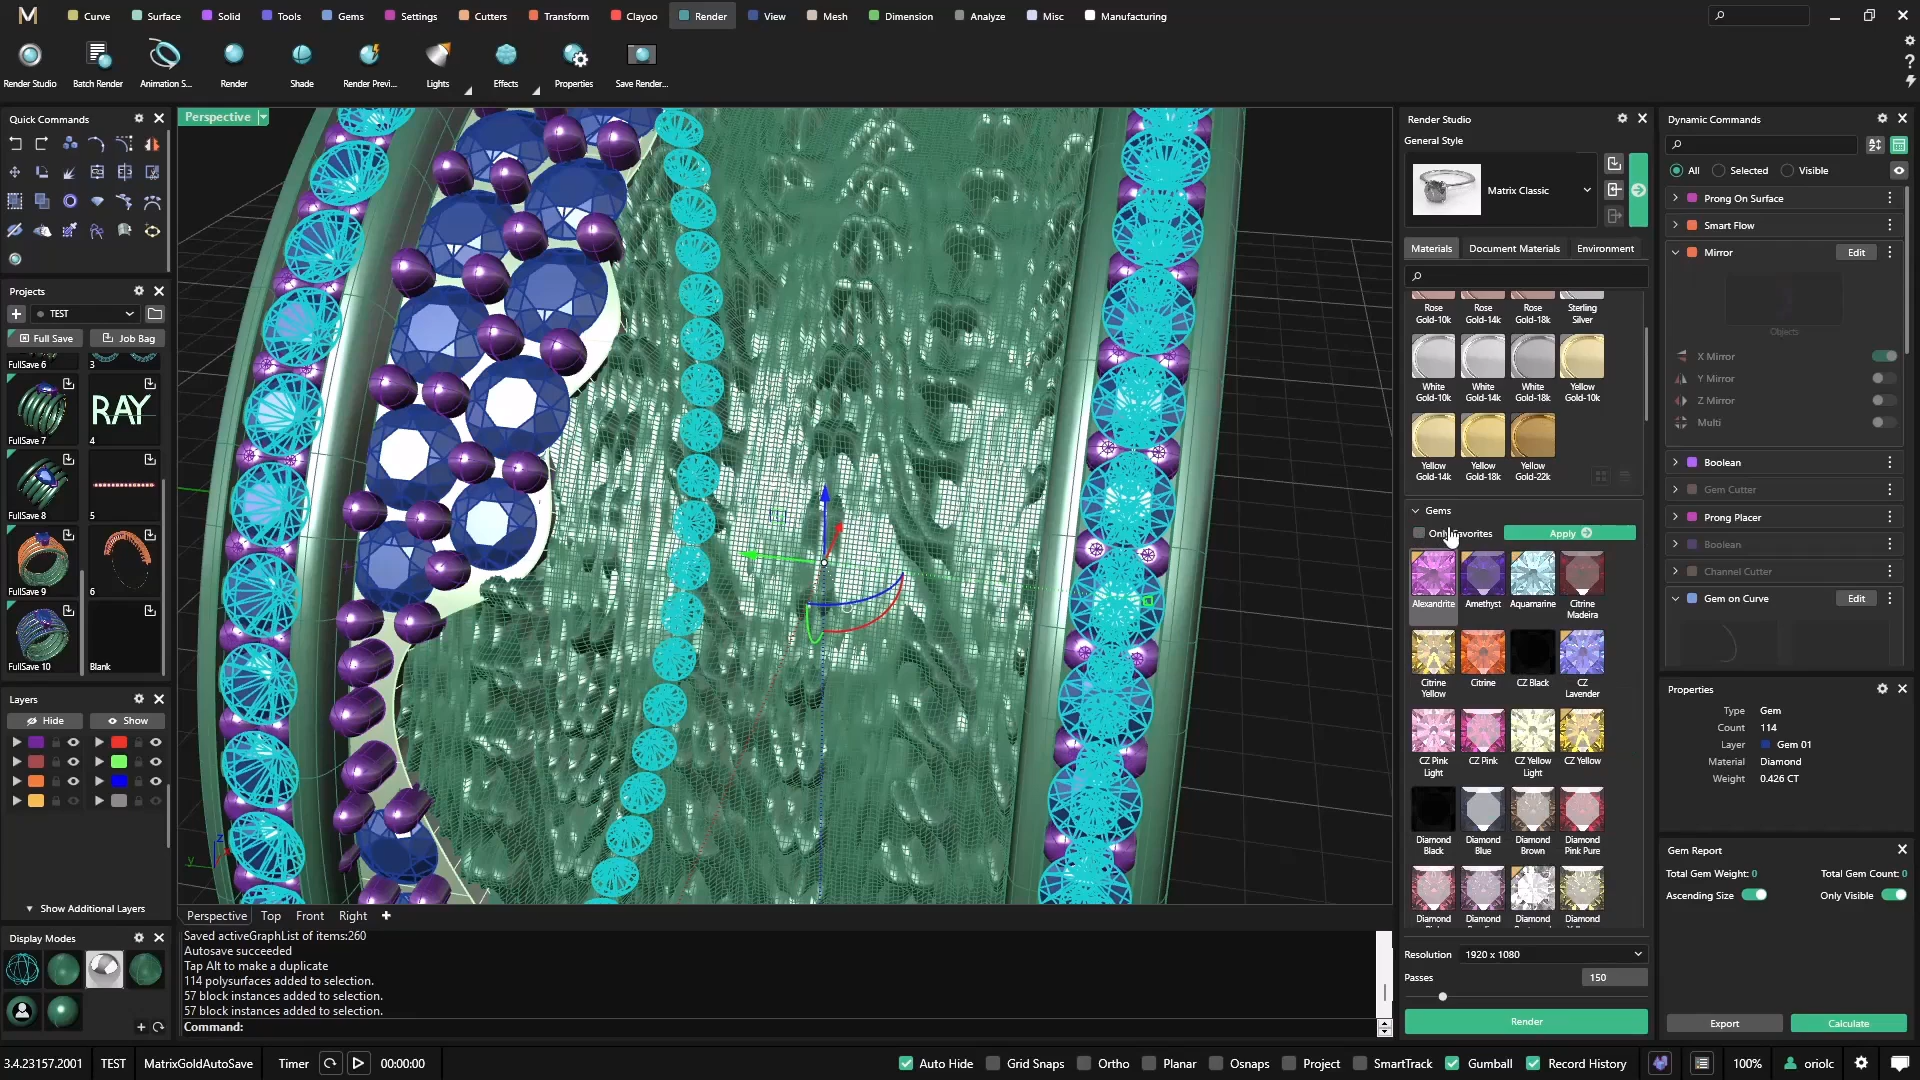 Curve Surface Solid Tools Gems Settings Cutters Transform Clayoo Render View Mesh Dimension Analyze Misc Manufacturing
Render Studio Batch Render Animation S... Render Shade Render Previ... Lights Effects Properties Save Render...
Quick Commands
Projects
TEST
Full Save Job Bag
FullSave 6 3
FullSave 7 4
RAY
FullSave 8 5
FullSave 9 6
FullSave 10 Blank
Layers
Hide Show
Show Additional Layers
Display Modes
Perspective
Perspective Top Front Right
Saved activeGraphList of items:260
Autosave succeeded
Tap Alt to make a duplicate
114 polysurfaces added to selection.
57 block instances added to selection.
57 block instances added to selection.
Command:
Render Studio
General Style
Matrix Classic
Materials Document Materials Environment
Rose Gold-10k
Rose Gold-14k
Rose Gold-18k
Sterling Silver
White Gold-10k
White Gold-14k
White Gold-18k
Yellow Gold-10k
Yellow Gold-14k
Yellow Gold-18k
Yellow Gold-22k
Gems
Only Favorites Apply
Alexandrite Amethyst Aquamarine Citrine Madeira
Citrine Yellow
Citrine
CZ Black
CZ Lavender
CZ Pink Light
CZ Pink
CZ Yellow Light
CZ Yellow
Diamond Black
Diamond Blue
Diamond Brown
Diamond Pink Pure
Diamond Diamond Diamond Diamond
Resolution 1920 x 1080
Passes 150
Render
Dynamic Commands
All Selected Visible
Prong On Surface
Smart Flow
Mirror Edit
Objects
X Mirror
Y Mirror
Z Mirror
Multi
Boolean
Gem Cutter
Prong Placer
Boolean
Channel Cutter
Gem on Curve Edit
Properties
Type Gem
Count 114
Layer Gem 01
Material Diamond
Weight 0.426 CT
Gem Report
Total Gem Weight: 0 Total Gem Count: 0
Ascending Size Only Visible
Export Calculate
3.4.23157.2001 TEST MatrixGoldAutoSave Timer 00:00:00 Auto Hide Grid Snaps Ortho Planar Osnaps Project SmartTrack Gumball Record History 100% oriolc